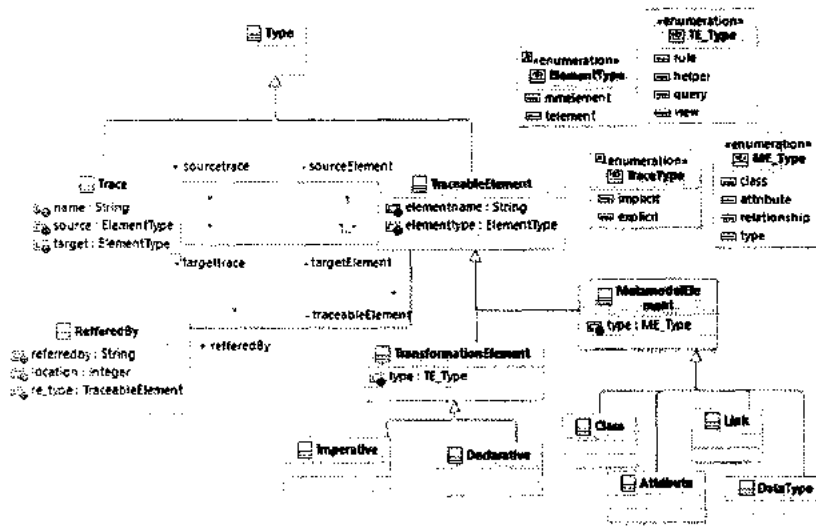 Type
«enumeration»
TE_Type
rule
helper
query
view
«enumeration»
ElementType
mmelement
telement
«enumeration»
TraceType
implicit
explicit
«enumeration»
ME_Type
class
attribute
relationship
type
+ sourcetrace
- sourceElement
Trace
name : String
source : ElementType
target : ElementType
TraceableElement
elementname : String
elementtype : ElementType
*
*
+targettrace
- targetElement
*
*
- traceableElement
+ refferedBy
RefferedBy
referredby : String
location : Integer
re_type : TraceableElement
MetamodelEle
ment
type : ME_Type
TransformationElement
type : TE_Type
Imperative
Declarative
Class
Link
Attribute
DataType